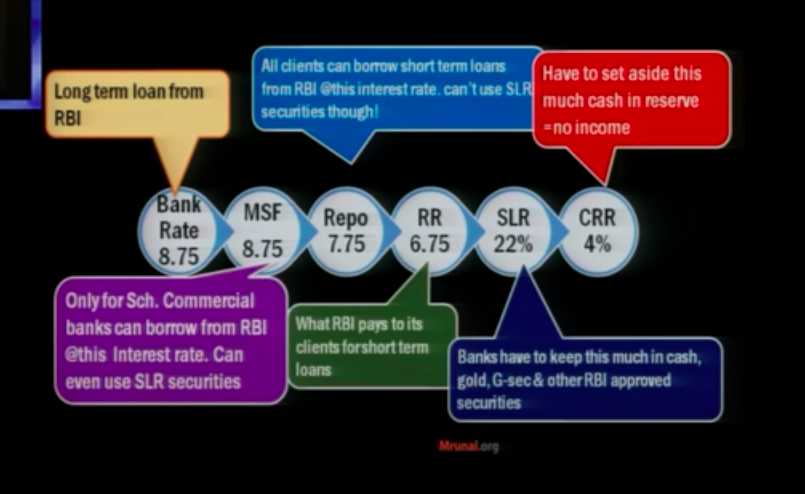 Long term loan from
RBI
All clients can borrow short term loans
from RBI @this interest rate. can't use SLR
securities though!
Have to set aside this
much cash in reserve
=no income
Bank
Rate
8.75
MSF
8.75
Repo
7.75
RR
6.75
SLR
22%
CRR
4%
Only for Sch. Commercial
banks can borrow from RBI
@this Interest rate. Can
even use SLR securities
What RBI pays to its
clients for short term
loans
Banks have to keep this much in cash,
gold, G-sec & other RBI approved
securities
Mrunal.org